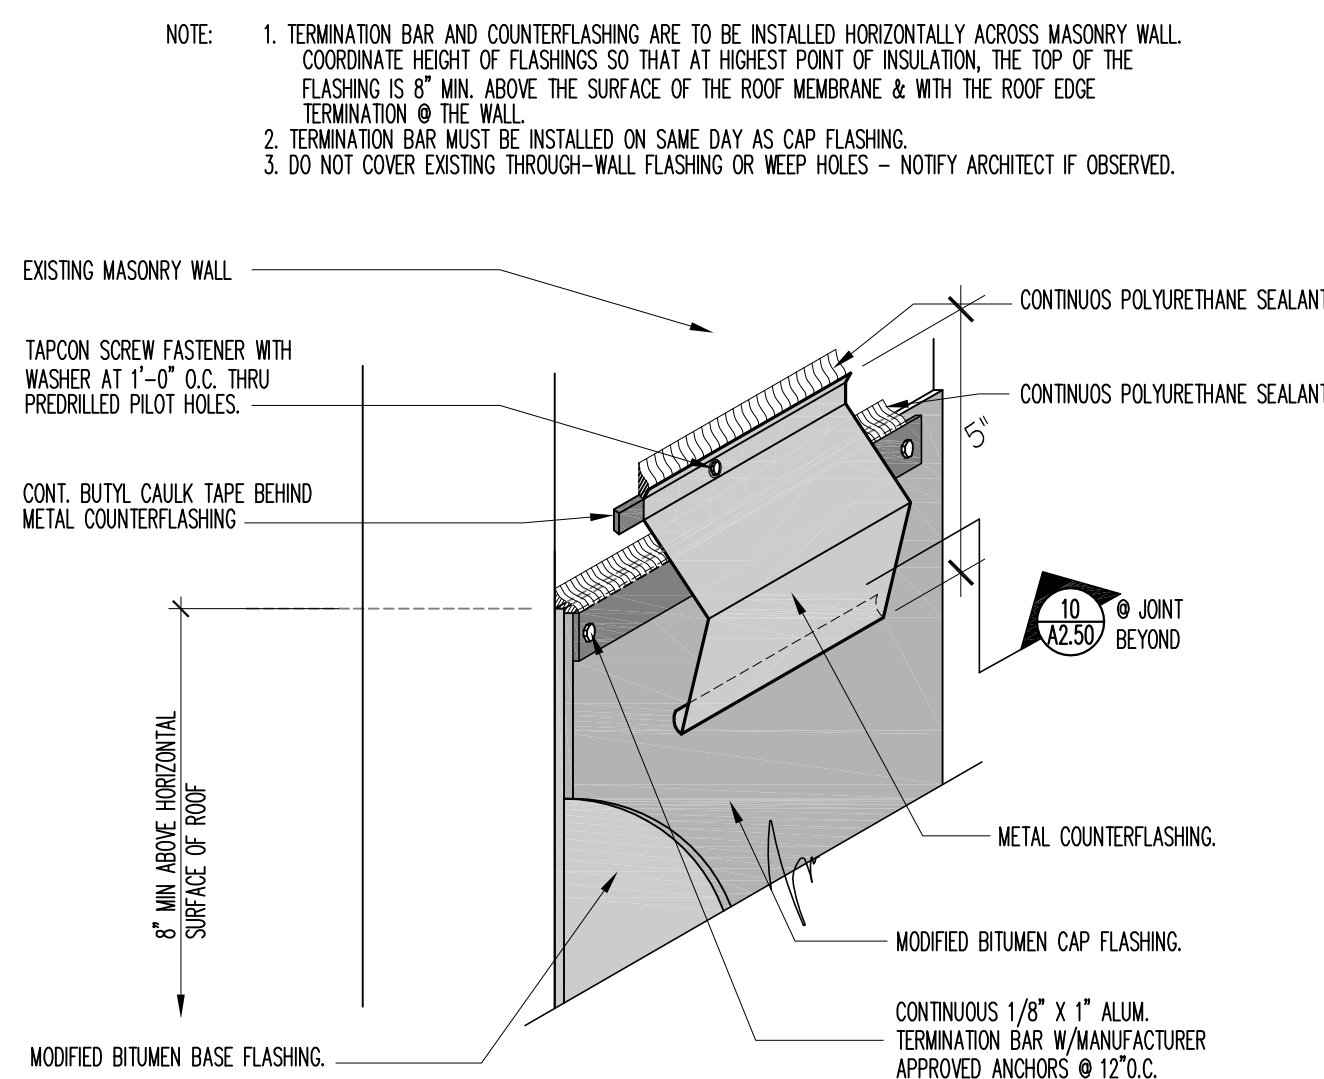 NOTE: 1. TERMINATION BAR AND COUNTERFLASHING ARE TO BE INSTALLED HORIZONTALLY ACROSS MASONRY WALL.
COORDINATE HEIGHT OF FLASHINGS SO THAT AT HIGHEST POINT OF INSULATION, THE TOP OF THE
FLASHING IS 8" MIN. ABOVE THE SURFACE OF THE ROOF MEMBRANE & WITH THE ROOF EDGE
TERMINATION @ THE WALL.
2. TERMINATION BAR MUST BE INSTALLED ON SAME DAY AS CAP FLASHING.
3. DO NOT COVER EXISTING THROUGH-WALL FLASHING OR WEEP HOLES - NOTIFY ARCHITECT IF OBSERVED.
EXISTING MASONRY WALL
CONTINUOS POLYURETHANE SEALANT
TAPCON SCREW FASTENER WITH
WASHER AT 1'-0" O.C. THRU
PREDRILLED PILOT HOLES.
CONTINUOS POLYURETHANE SEALANT
5"
CONT. BUTYL CAULK TAPE BEHIND
METAL COUNTERFLASHING
10
A2.50
@ JOINT
BEYOND
8" MIN ABOVE HORIZONTAL
SURFACE OF ROOF
METAL COUNTERFLASHING.
MODIFIED BITUMEN CAP FLASHING.
CONTINUOUS 1/8" X 1" ALUM.
TERMINATION BAR W/MANUFACTURER
APPROVED ANCHORS @ 12"O.C.
MODIFIED BITUMEN BASE FLASHING.